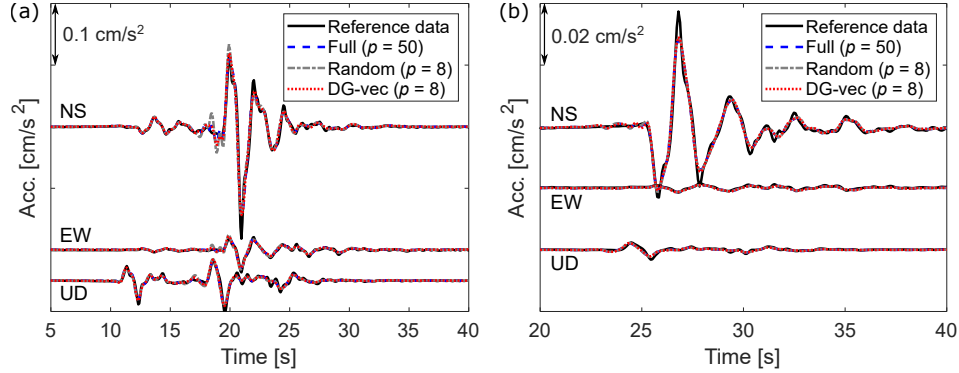 (a)
0.1 cm/s²
Reference data
Full (p = 50)
Random (p = 8)
DG-vec (p = 8)
NS
EW
UD
Acc. [cm/s²]
5 10 15 20 25 30 35 40
Time [s]
(b)
0.02 cm/s²
Reference data
Full (p = 50)
Random (p = 8)
DG-vec (p = 8)
NS
EW
UD
Acc. [cm/s²]
20 25 30 35 40
Time [s]